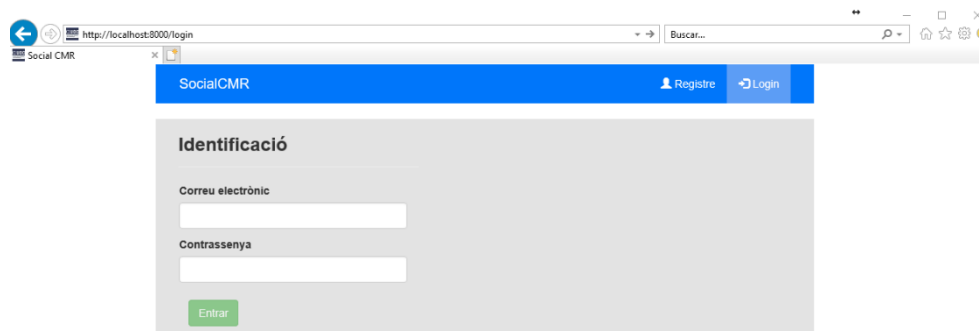 http://localhost:8000/login
Buscar...
Social CMR
SocialCMR
Registre
Login
Identificació
Correu electrònic
Contrassenya
Entrar